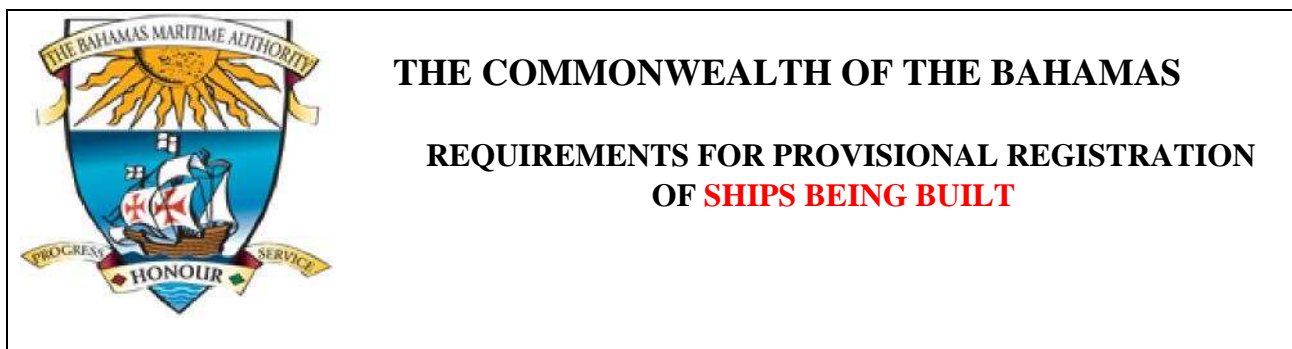 THE BAHAMAS MARITIME AUTHORITY
THE COMMONWEALTH OF THE BAHAMAS
REQUIREMENTS FOR PROVISIONAL REGISTRATION
OF SHIPS BEING BUILT
PROGRESS
SERVICE
HONOUR